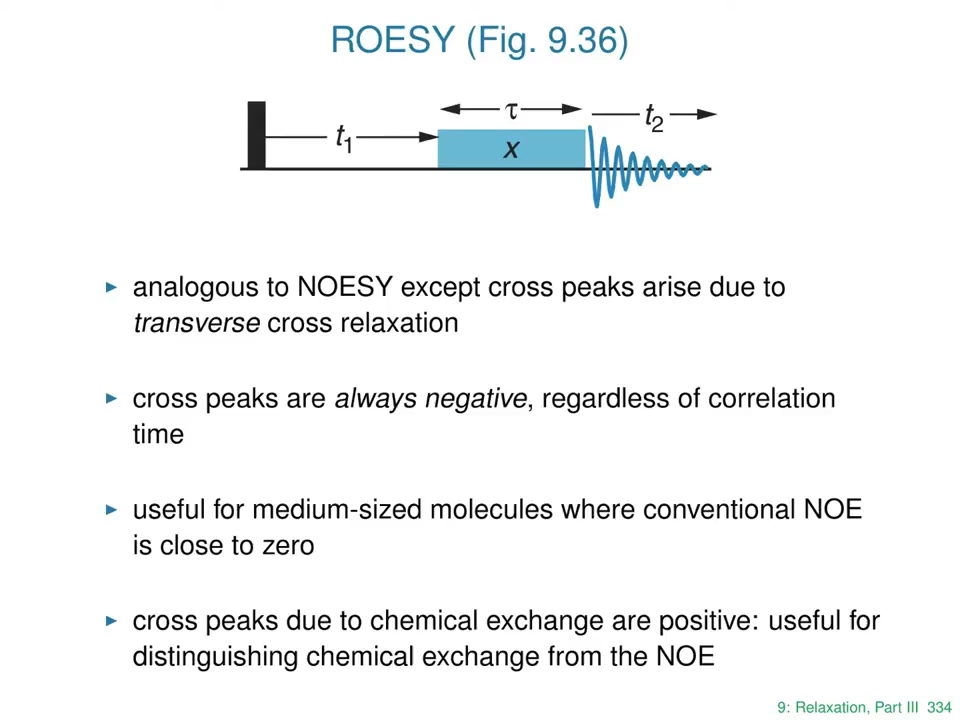 ROESY (Fig. 9.36)
τ
t1
t2
x
▶ analogous to NOESY except cross peaks arise due to
transverse cross relaxation
▶ cross peaks are always negative, regardless of correlation
time
▶ useful for medium-sized molecules where conventional NOE
is close to zero
▶ cross peaks due to chemical exchange are positive: useful for
distinguishing chemical exchange from the NOE
9: Relaxation, Part III 334